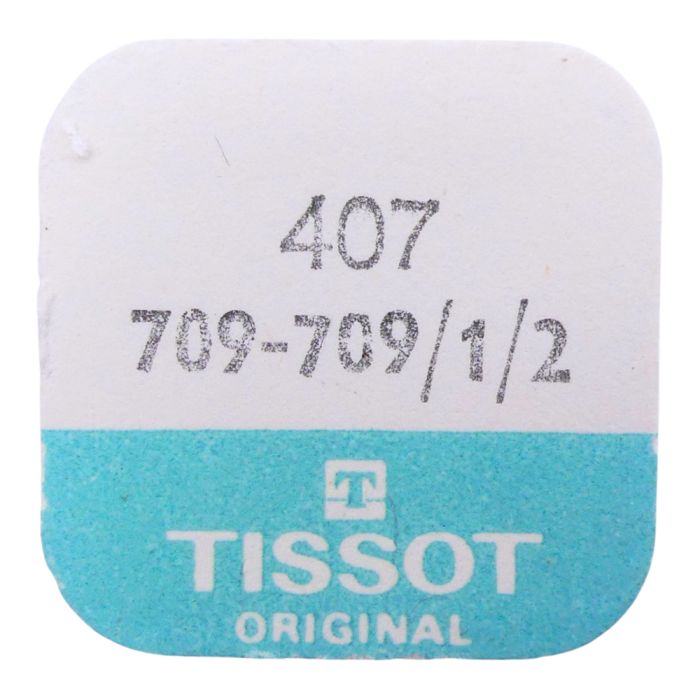 407
709-709/1/2
T
TISSOT
ORIGINAL